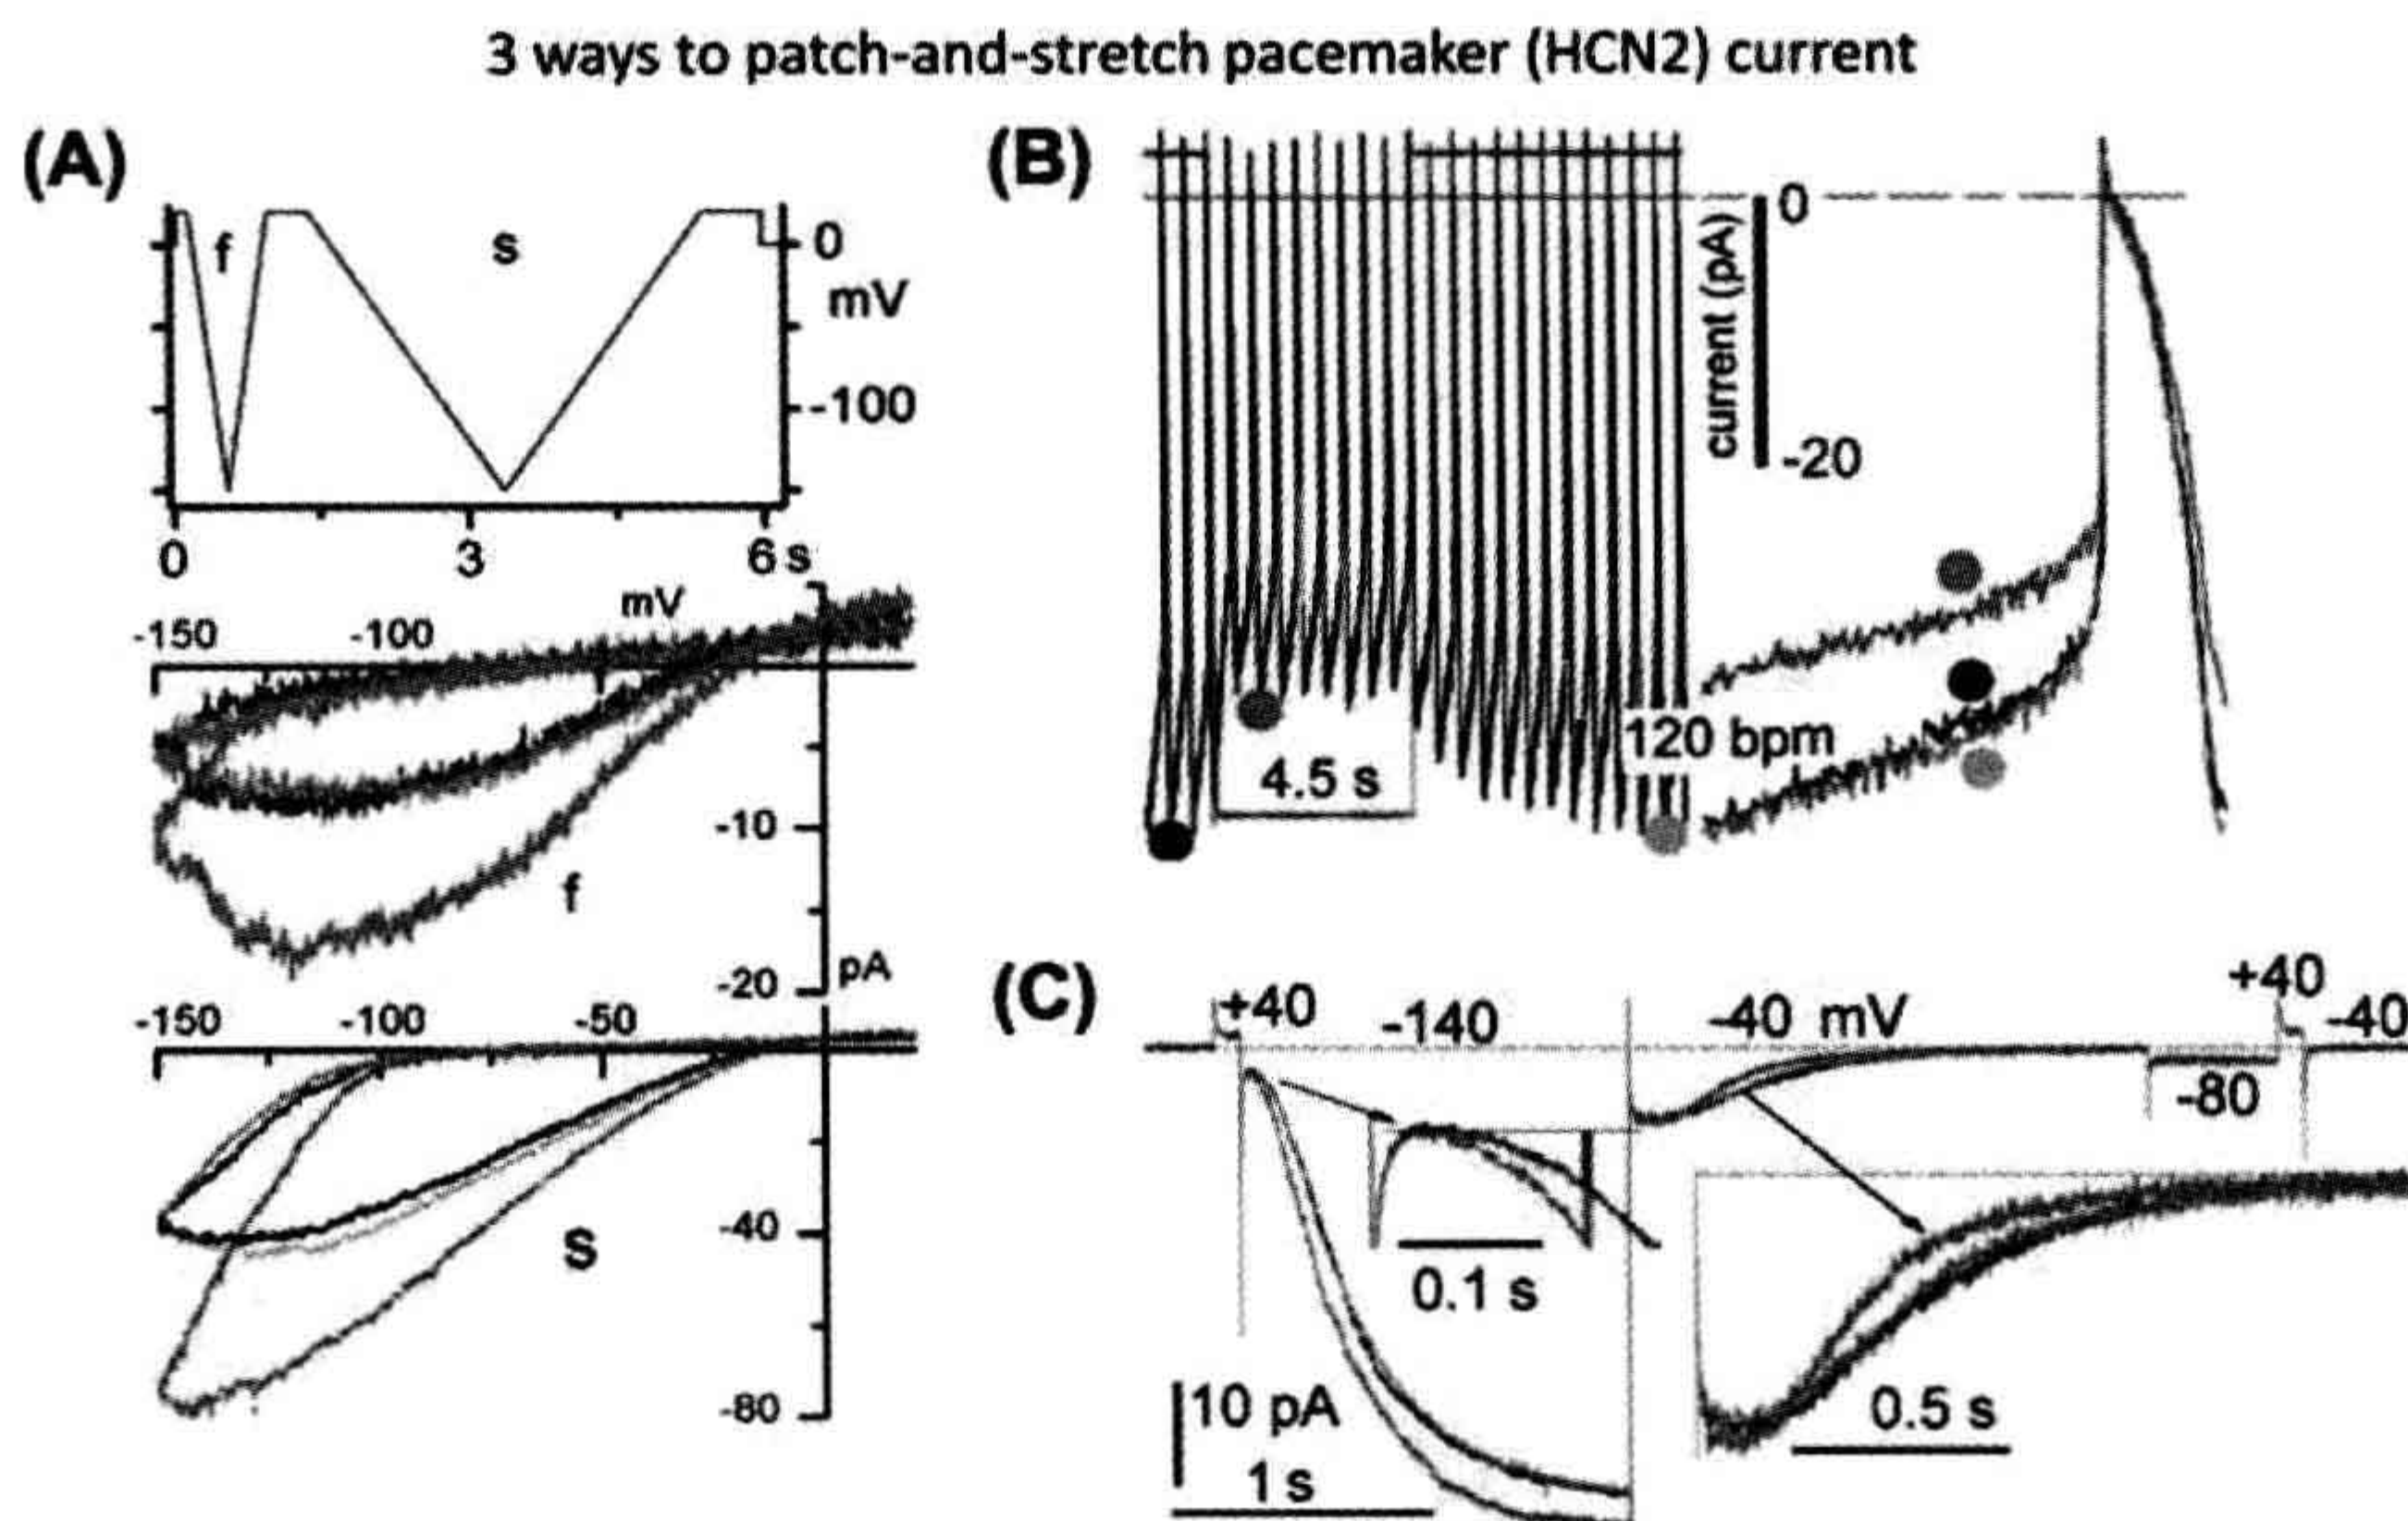 3 ways to patch-and-stretch pacemaker (HCN2) current
(A)
f
s
0
mV
-100
0
3
6 s
mV
-150
-100
-10
f
-20
pA
-150
-100
-50
-40
S
-80
(B)
0
current (pA)
-20
120 bpm
4.5 s
(C)
+40
-140
-40 mV
+40
-40
-80
0.1 s
10 pA
1 s
0.5 s